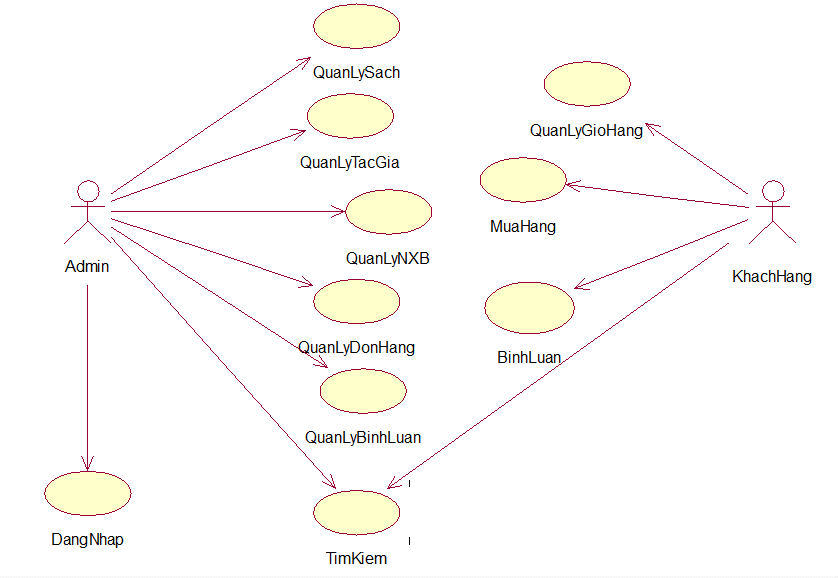 QuanLySach
QuanLyGioHang
QuanLyTacGia
MuaHang
QuanLyNXB
Admin
KhachHang
QuanLyDonHang
BinhLuan
QuanLyBinhLuan
DangNhap
TimKiem